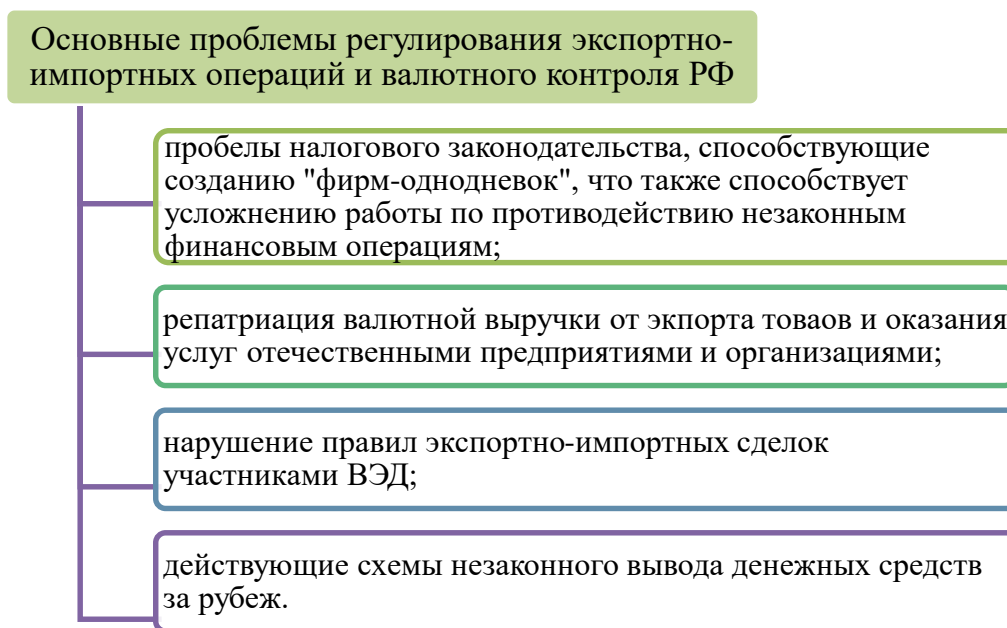 Основные проблемы регулирования экспортно-
импортных операций и валютного контроля РФ
пробелы налогового законодательства, способствующие
созданию "фирм-однодневок", что также способствует
усложнению работы по противодействию незаконным
финансовым операциям;
репатриация валютной выручки от экпорта товаов и оказания
услуг отечественными предприятиями и организациями;
нарушение правил экспортно-импортных сделок
участниками ВЭД;
действующие схемы незаконного вывода денежных средств
за рубеж.